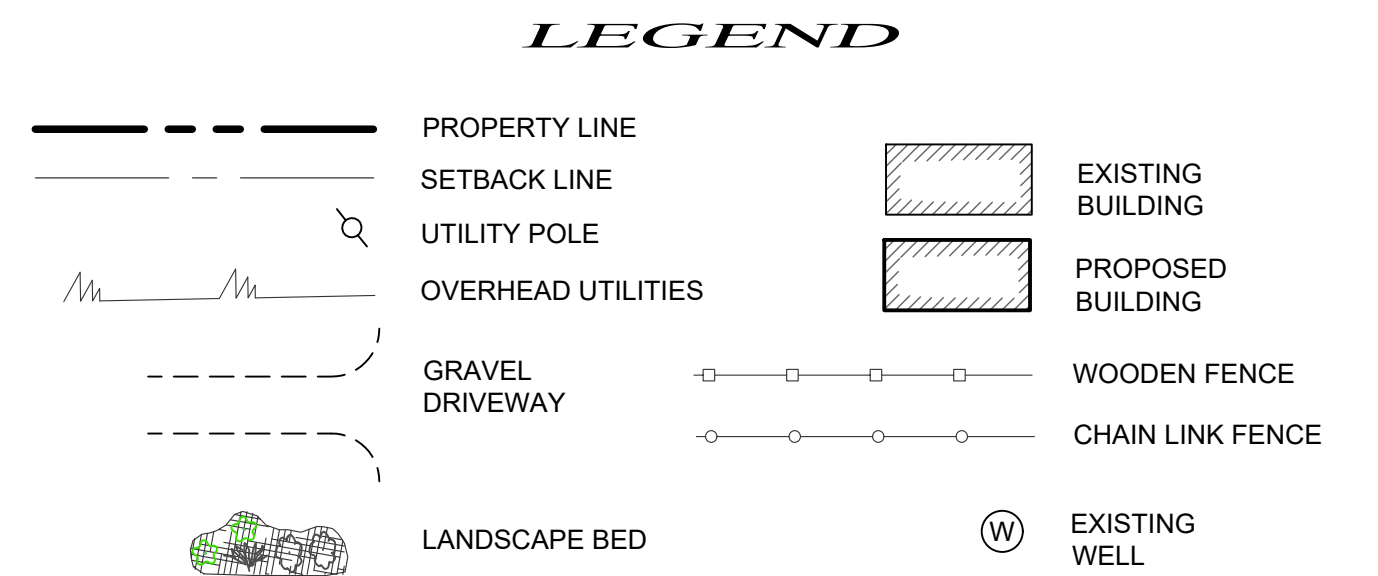 LEGEND
PROPERTY LINE
SETBACK LINE
UTILITY POLE
OVERHEAD UTILITIES
GRAVEL
DRIVEWAY
LANDSCAPE BED
EXISTING
BUILDING
PROPOSED
BUILDING
WOODEN FENCE
CHAIN LINK FENCE
W
EXISTING
WELL